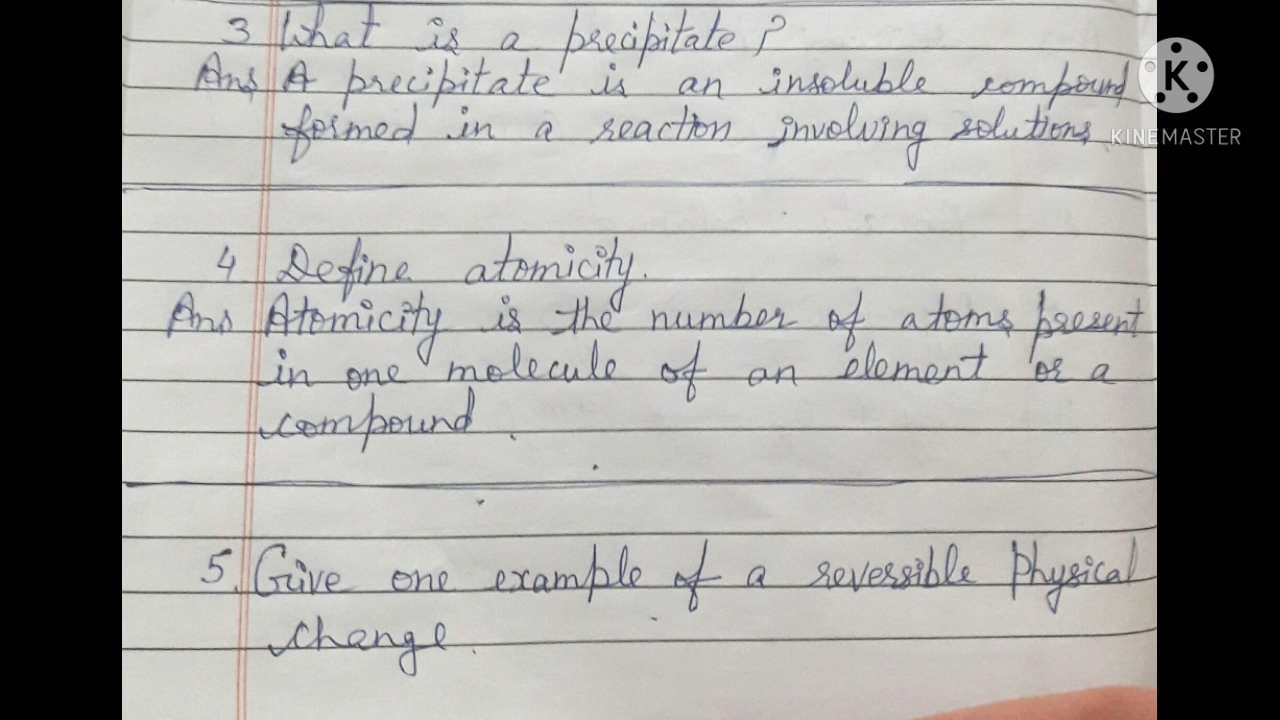 3 What is a precipitate?
Ans A precipitate is an insoluble compound
formed in a reaction involving solutions
KINEMASTER
4 Define atomicity.
Ans Atomicity is the number of atoms present
in one molecule of an element or a
compound.
5. Give one example of a reversible Physical
change.